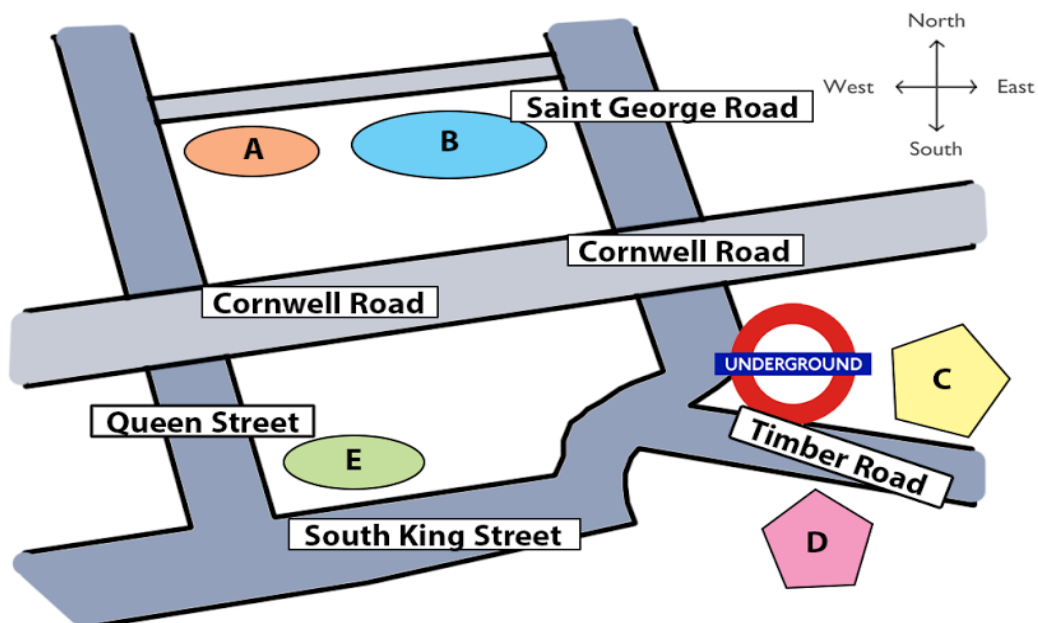 North
West East
South
Saint George Road
A
B
Cornwell Road
Cornwell Road
UNDERGROUND
C
Queen Street
Timber Road
E
South King Street
D